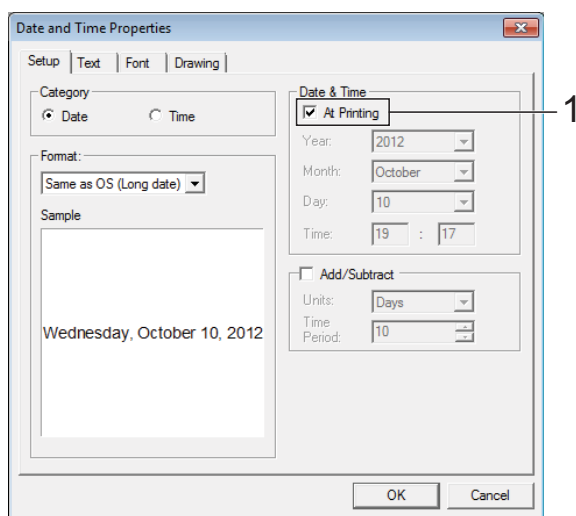 Date and Time Properties
Setup Text Font Drawing
Category
Date Time
Format:
Same as OS (Long date)
Sample
Wednesday, October 10, 2012
Date & Time
At Printing
1
Year: 2012
Month: October
Day: 10
Time: 19 : 17
Add/Subtract
Units: Days
Time
Period: 10
OK Cancel